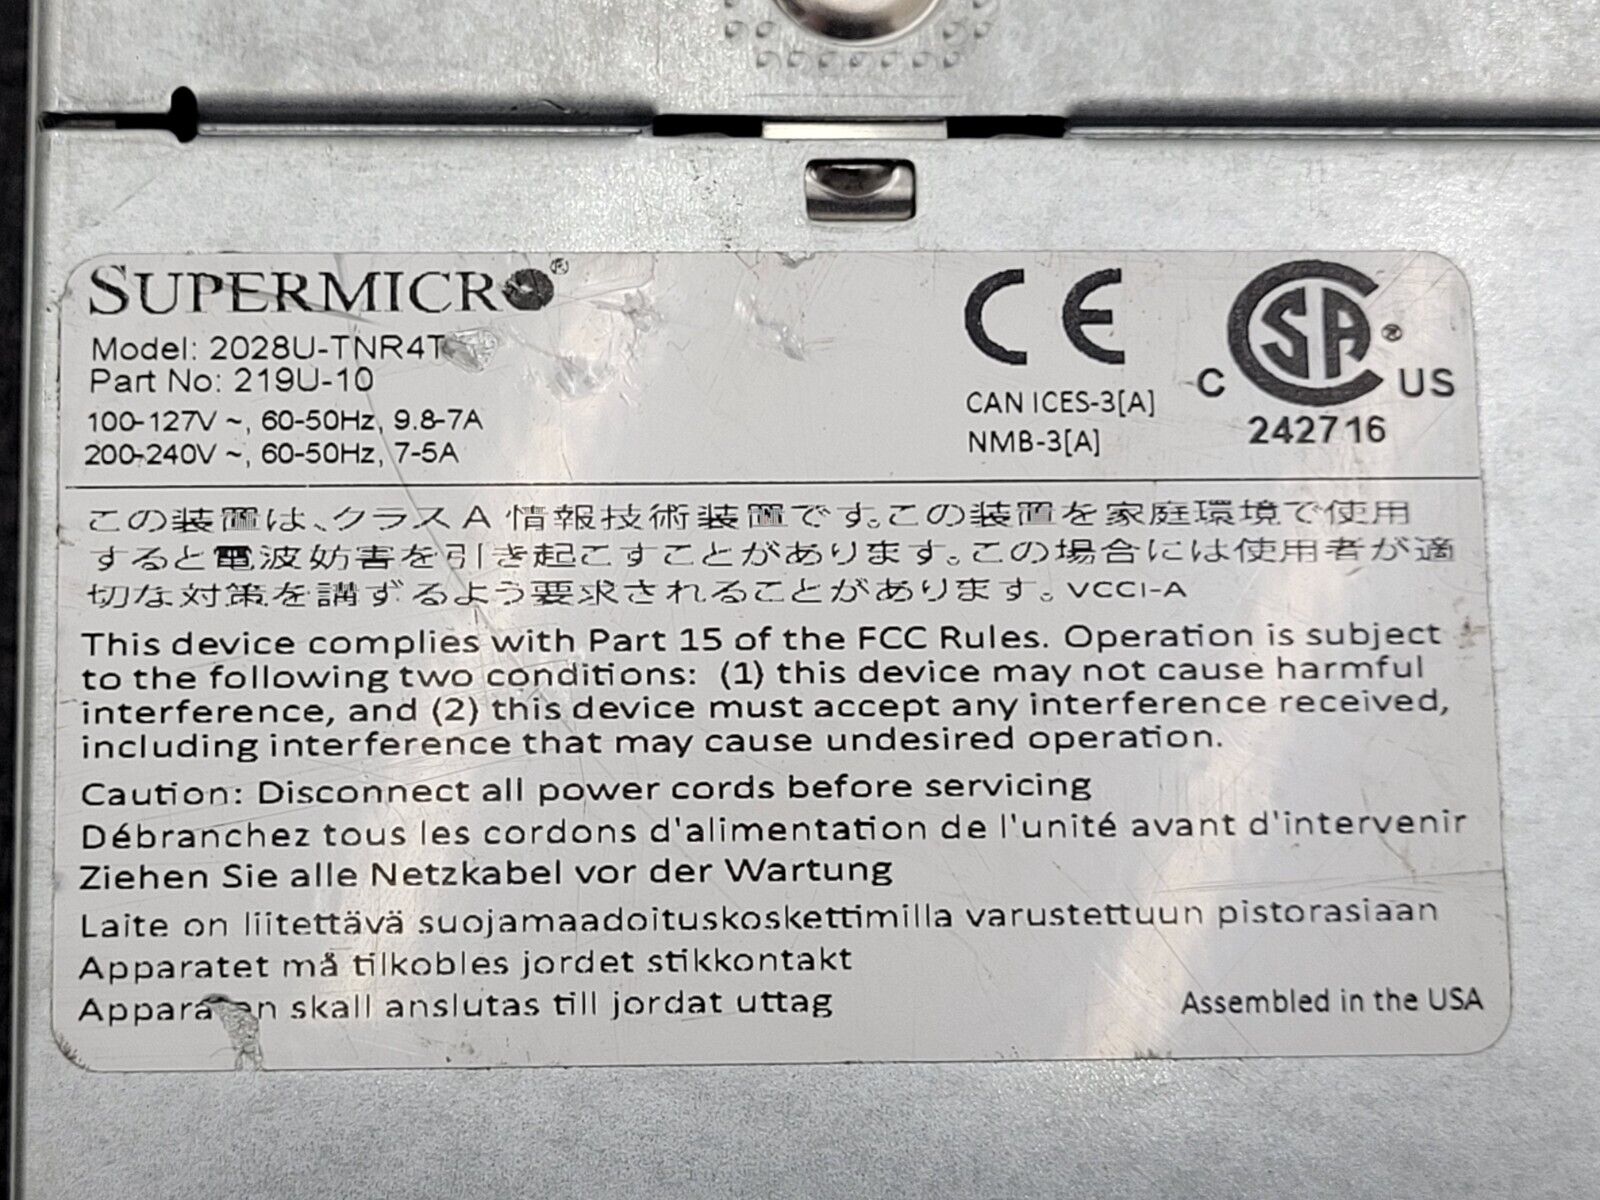 SUPERMICRO®
Model: 2028U-TNR4T
Part No: 219U-10
100-127V ~, 60-50Hz, 9.8-7A
200-240V ~, 60-50Hz, 7-5A
CE
CAN ICES-3[A]
NMB-3[A]
C SA® US
242716
この装置は、クラスA 情報技術装置です。この装置を家庭環境で使用
すると電波妨害を引き起こすことがあります。この場合には使用者が適
切な対策を講ずるよう要求されることがあります。VCCI-A
This device complies with Part 15 of the FCC Rules. Operation is subject
to the following two conditions: (1) this device may not cause harmful
interference, and (2) this device must accept any interference received,
including interference that may cause undesired operation.
Caution: Disconnect all power cords before servicing
Débranchez tous les cordons d'alimentation de l'unité avant d'intervenir
Ziehen Sie alle Netzkabel vor der Wartung
Laite on liitettävä suojamaadoituskoskettimilla varustettuun pistorasiaan
Apparatet må tilkobles jordet stikkontakt
skall anslutas till jordat uttag
Assembled in the USA